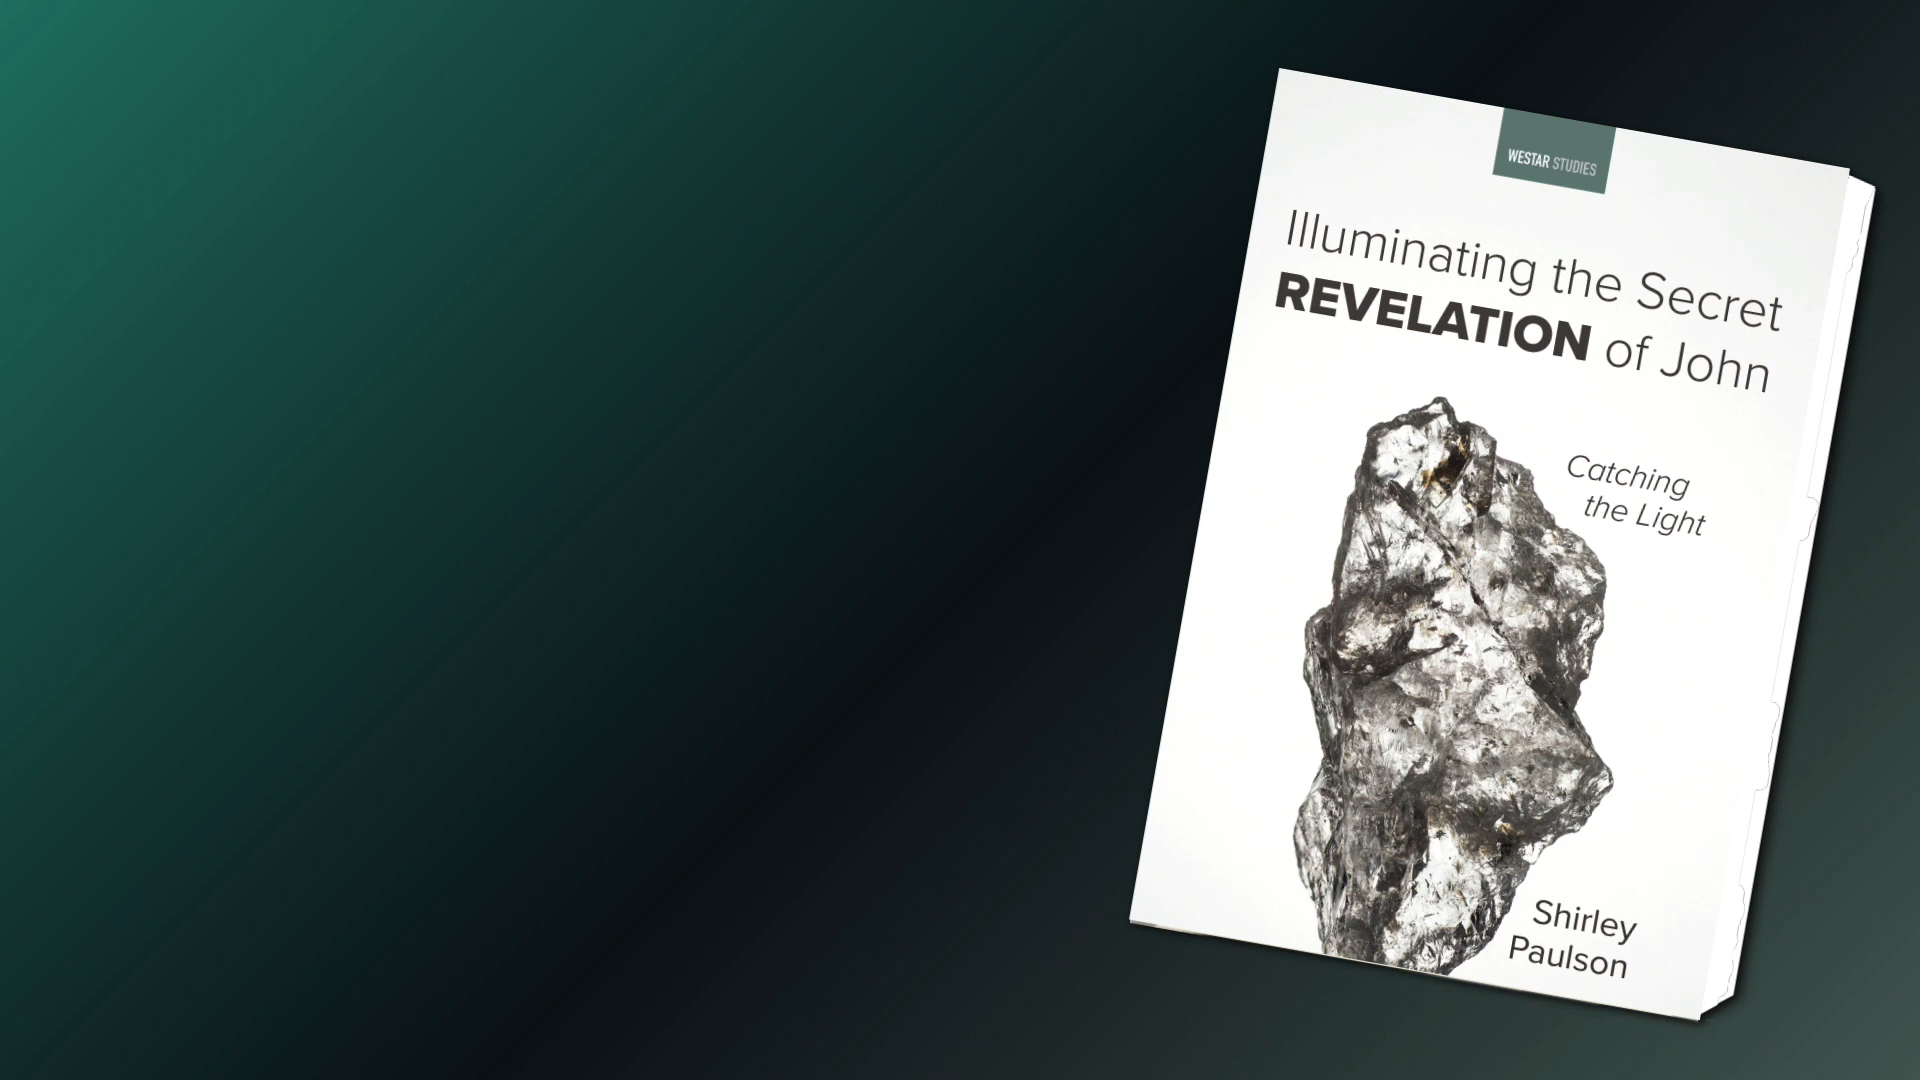 WESTAR STUDIES
Illuminating the Secret
REVELATION of John
Catching
the Light
Shirley
Paulson